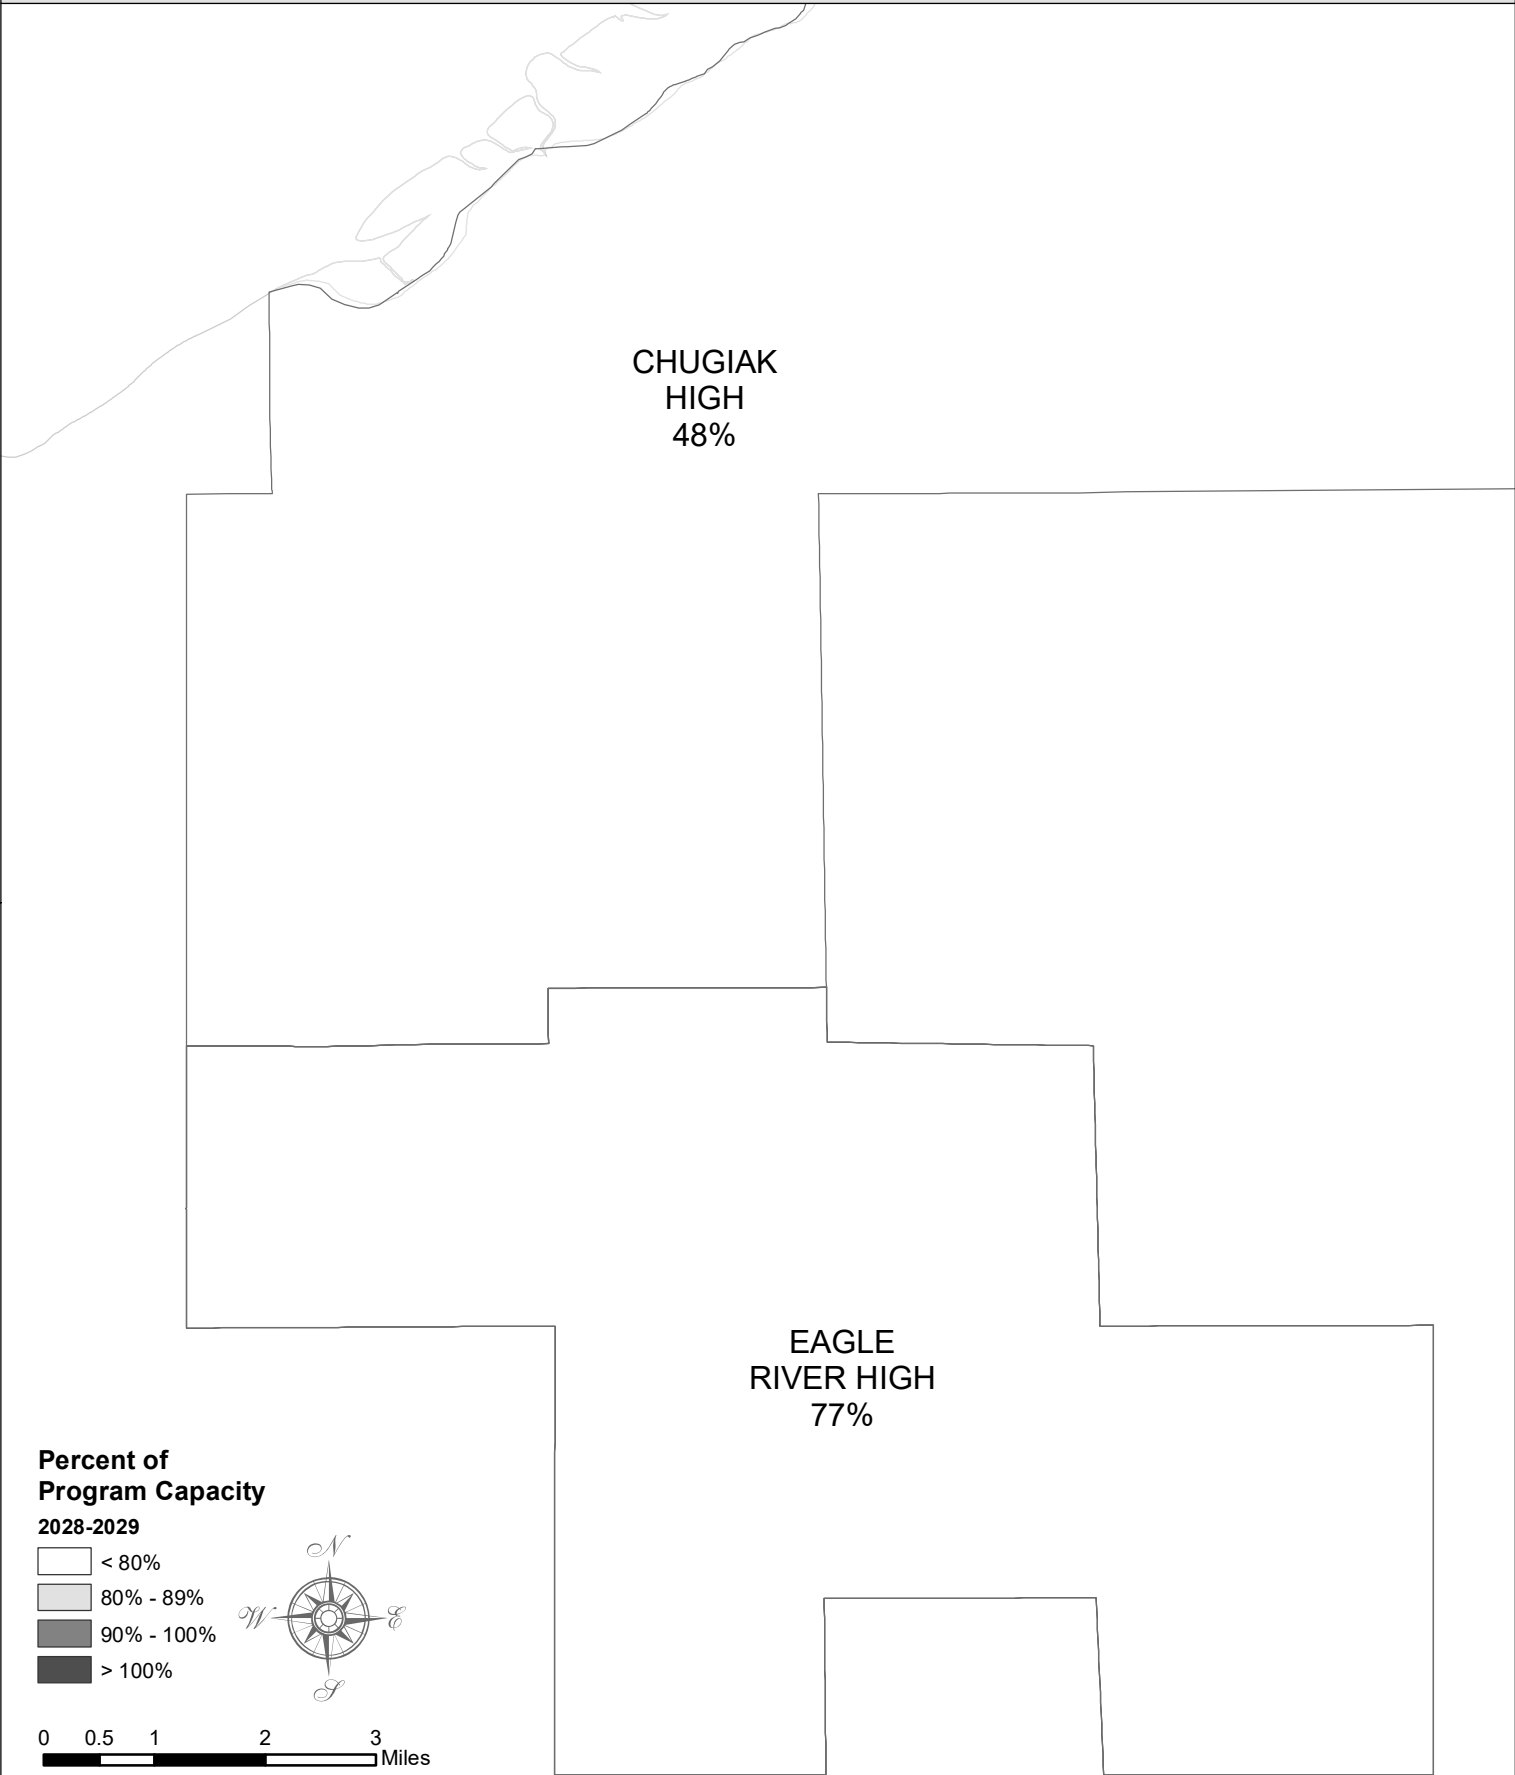 CHUGIAK
HIGH
48%
EAGLE
RIVER HIGH
77%
Percent of
Program Capacity
2028-2029
< 80%
80% - 89%
90% - 100%
> 100%
N
W E
S
0 0.5 1 2 3
Miles